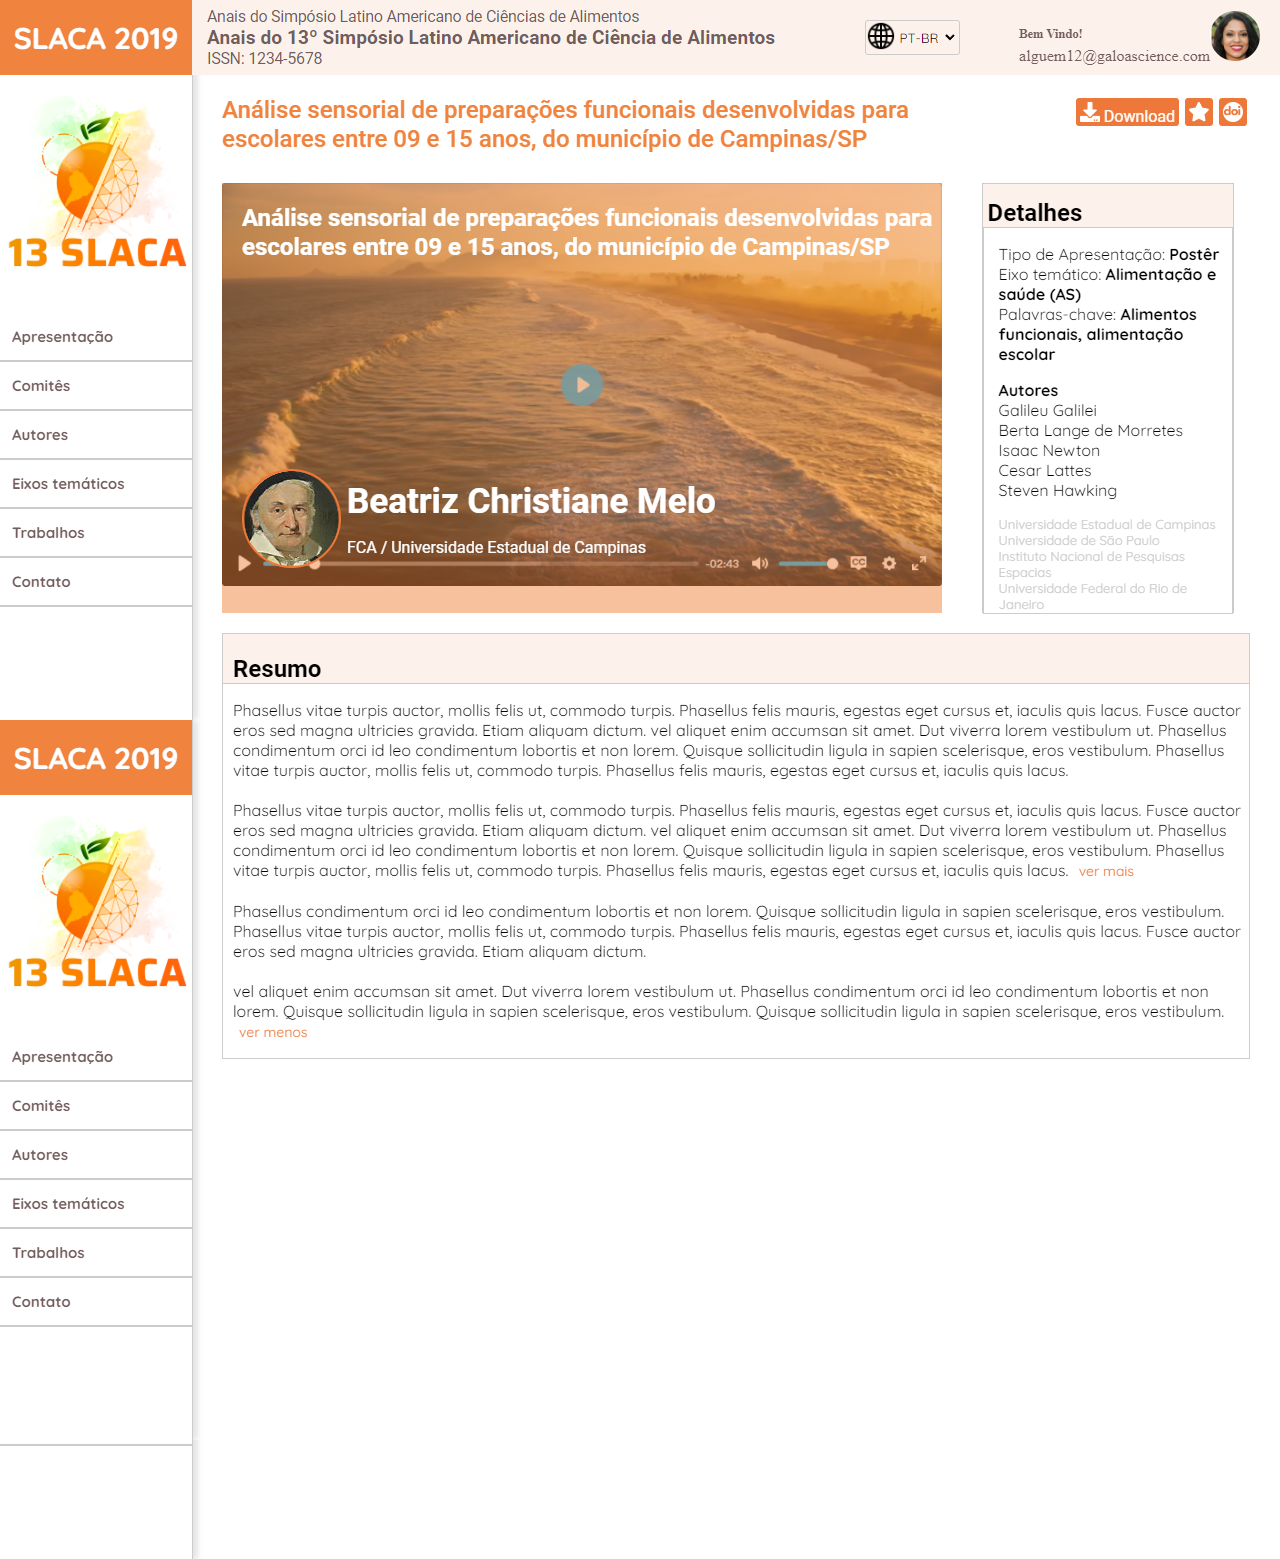 SLACA 2019
Anais do Simpósio Latino Americano de Ciências de Alimentos
Anais do 13º Simpósio Latino Americano de Ciência de Alimentos
ISSN: 1234-5678
PT-BR
Bem Vindo!
alguem12@galoascience.com
13 SLACA
Apresentação
Comitês
Autores
Eixos temáticos
Trabalhos
Contato
Análise sensorial de preparações funcionais desenvolvidas para
escolares entre 09 e 15 anos, do município de Campinas/SP
Download
doi
Análise sensorial de preparações funcionais desenvolvidas para
escolares entre 09 e 15 anos, do município de Campinas/SP
Beatriz Christiane Melo
FCA / Universidade Estadual de Campinas
-02:43
CC
Detalhes
Tipo de Apresentação: Postêr
Eixo temático: Alimentação e
saúde (AS)
Palavras-chave: Alimentos
funcionais, alimentação
escolar
Autores
Galileu Galilei
Berta Lange de Morretes
Isaac Newton
Cesar Lattes
Steven Hawking
Universidade Estadual de Campinas
Universidade de São Paulo
Instituto Nacional de Pesquisas
Espacias
Universidade Federal do Rio de
Janeiro
Resumo
Phasellus vitae turpis auctor, mollis felis ut, commodo turpis. Phasellus felis mauris, egestas eget cursus et, iaculis quis lacus. Fusce auctor
eros sed magna ultricies gravida. Etiam aliquam dictum. vel aliquet enim accumsan sit amet. Dut viverra lorem vestibulum ut. Phasellus
condimentum orci id leo condimentum lobortis et non lorem. Quisque sollicitudin ligula in sapien scelerisque, eros vestibulum. Phasellus
vitae turpis auctor, mollis felis ut, commodo turpis. Phasellus felis mauris, egestas eget cursus et, iaculis quis lacus.
Phasellus vitae turpis auctor, mollis felis ut, commodo turpis. Phasellus felis mauris, egestas eget cursus et, iaculis quis lacus. Fusce auctor
eros sed magna ultricies gravida. Etiam aliquam dictum. vel aliquet enim accumsan sit amet. Dut viverra lorem vestibulum ut. Phasellus
condimentum orci id leo condimentum lobortis et non lorem. Quisque sollicitudin ligula in sapien scelerisque, eros vestibulum. Phasellus
vitae turpis auctor, mollis felis ut, commodo turpis. Phasellus felis mauris, egestas eget cursus et, iaculis quis lacus. ver mais
Phasellus condimentum orci id leo condimentum lobortis et non lorem. Quisque sollicitudin ligula in sapien scelerisque, eros vestibulum.
Phasellus vitae turpis auctor, mollis felis ut, commodo turpis. Phasellus felis mauris, egestas eget cursus et, iaculis quis lacus. Fusce auctor
eros sed magna ultricies gravida. Etiam aliquam dictum.
vel aliquet enim accumsan sit amet. Dut viverra lorem vestibulum ut. Phasellus condimentum orci id leo condimentum lobortis et non
lorem. Quisque sollicitudin ligula in sapien scelerisque, eros vestibulum. Quisque sollicitudin ligula in sapien scelerisque, eros vestibulum.
ver menos
SLACA 2019
13 SLACA
Apresentação
Comitês
Autores
Eixos temáticos
Trabalhos
Contato